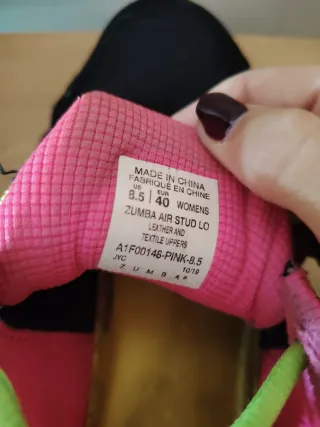 MADE IN CHINA
FABRIQUÉ EN CHINE
US EUR
8.5 | 40 WOMENS
ZUMBA AIR STUD LO
LEATHER AND
TEXTILE UPPERS
A1F00146-PINK-8.5
JYC 10/19
ZUMBA®